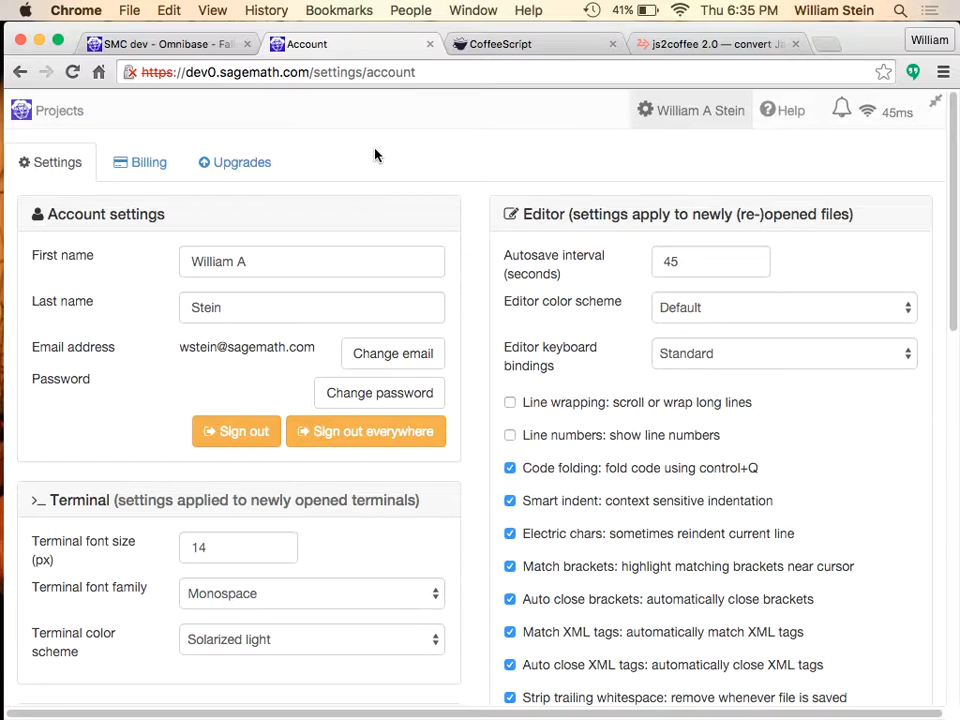 Chrome File Edit View History Bookmarks People Window Help 41% Thu 6:35 PM William Stein
SMC dev - Omnibase - Fai Account CoffeeScript js2coffee 2.0 — convert Ja William
https://dev0.sagemath.com/settings/account
Projects William A Stein Help 45ms
Settings Billing Upgrades
Account settings
First name William A
Last name Stein
Email address wstein@sagemath.com Change email
Password Change password
Sign out Sign out everywhere
>_ Terminal (settings applied to newly opened terminals)
Terminal font size
(px) 14
Terminal font family Monospace
Terminal color
scheme Solarized light
Editor (settings apply to newly (re-)opened files)
Autosave interval
(seconds) 45
Editor color scheme Default
Editor keyboard
bindings Standard
Line wrapping: scroll or wrap long lines
Line numbers: show line numbers
Code folding: fold code using control+Q
Smart indent: context sensitive indentation
Electric chars: sometimes reindent current line
Match brackets: highlight matching brackets near cursor
Auto close brackets: automatically close brackets
Match XML tags: automatically match XML tags
Auto close XML tags: automatically close XML tags
Strip trailing whitespace: remove whenever file is saved